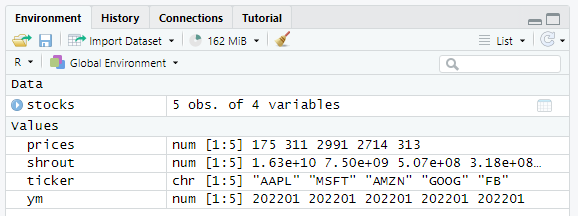 Environment History Connections Tutorial
Import Dataset 162 MiB List
R Global Environment
Data
stocks 5 obs. of 4 variables
Values
prices num [1:5] 175 311 2991 2714 313
shrout num [1:5] 1.63e+10 7.50e+09 5.07e+08 3.18e+08…
ticker chr [1:5] "AAPL" "MSFT" "AMZN" "GOOG" "FB"
ym num [1:5] 202201 202201 202201 202201 202201